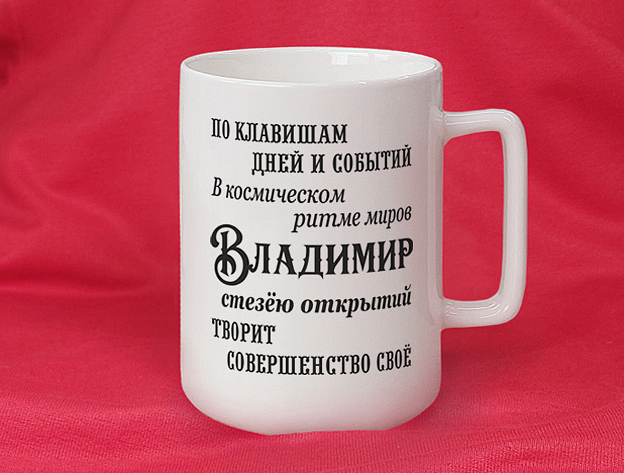 ПО КЛАВИШАМ
ДНЕЙ И СОБЫТИЙ
В космическом
ритме миров
ВЛАДИМИР
стезёю открытий
ТВОРИТ
СОВЕРШЕНСТВО СВОЁ